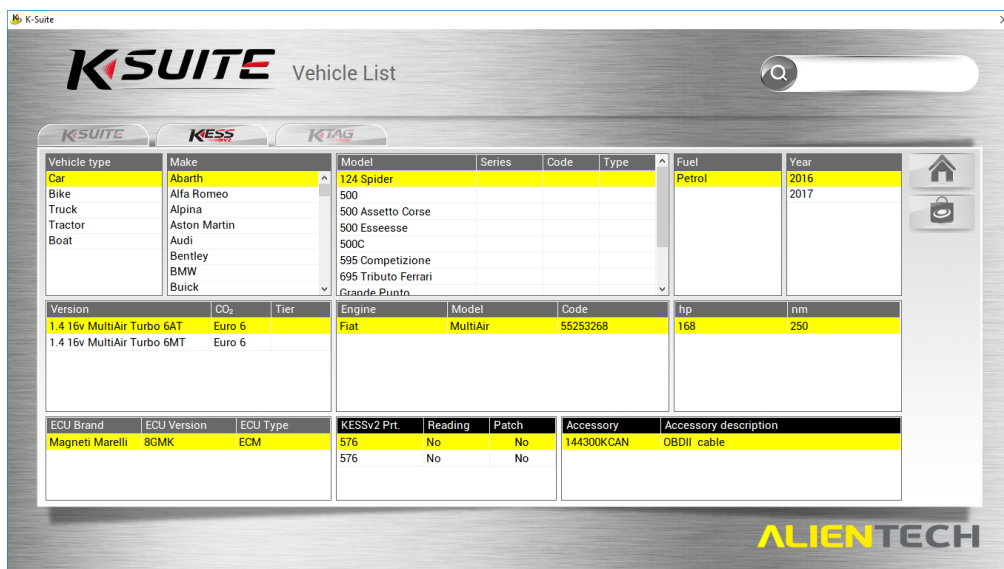 K-Suite
KSUITE Vehicle List
KSUITE KESSV2 KTAG
Vehicle type Make Model Series Code Type Fuel Year
Car Abarth 124 Spider Petrol 2016
Bike Alfa Romeo 500 2017
Truck Alpina 500 Assetto Corse
Tractor Aston Martin 500 Esseesse
Boat Audi 500C
Bentley 595 Competizione
BMW 695 Tributo Ferrari
Buick Grande Punto
Version CO₂ Tier Engine Model Code hp nm
1.4 16v MultiAir Turbo 6AT Euro 6 Fiat MultiAir 55253268 168 250
1.4 16v MultiAir Turbo 6MT Euro 6
ECU Brand ECU Version ECU Type KESSv2 Prt. Reading Patch Accessory Accessory description
Magneti Marelli 8GMK ECM 576 No No 144300KCAN OBDII cable
576 No No
ALIENTECH